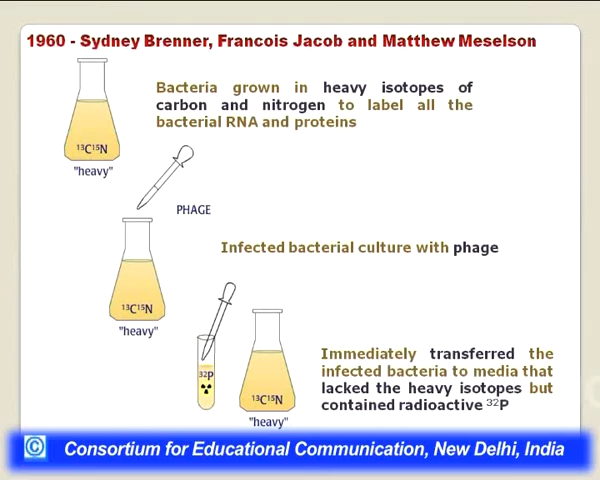 1960 - Sydney Brenner, Francois Jacob and Matthew Meselson
Bacteria grown in heavy isotopes of
carbon and nitrogen to label all the
bacterial RNA and proteins
¹³C¹⁵N
"heavy"
PHAGE
Infected bacterial culture with phage
¹³C¹⁵N
"heavy"
Immediately transferred the
infected bacteria to media that
lacked the heavy isotopes but
contained radioactive ³²P
32P
¹³C¹⁵N
"heavy"
© Consortium for Educational Communication, New Delhi, India